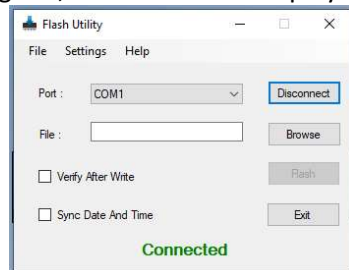 Flash Utility
File Settings Help
Port : COM1 Disconnect
File : Browse
Verify After Write Flash
Sync Date And Time Exit
Connected